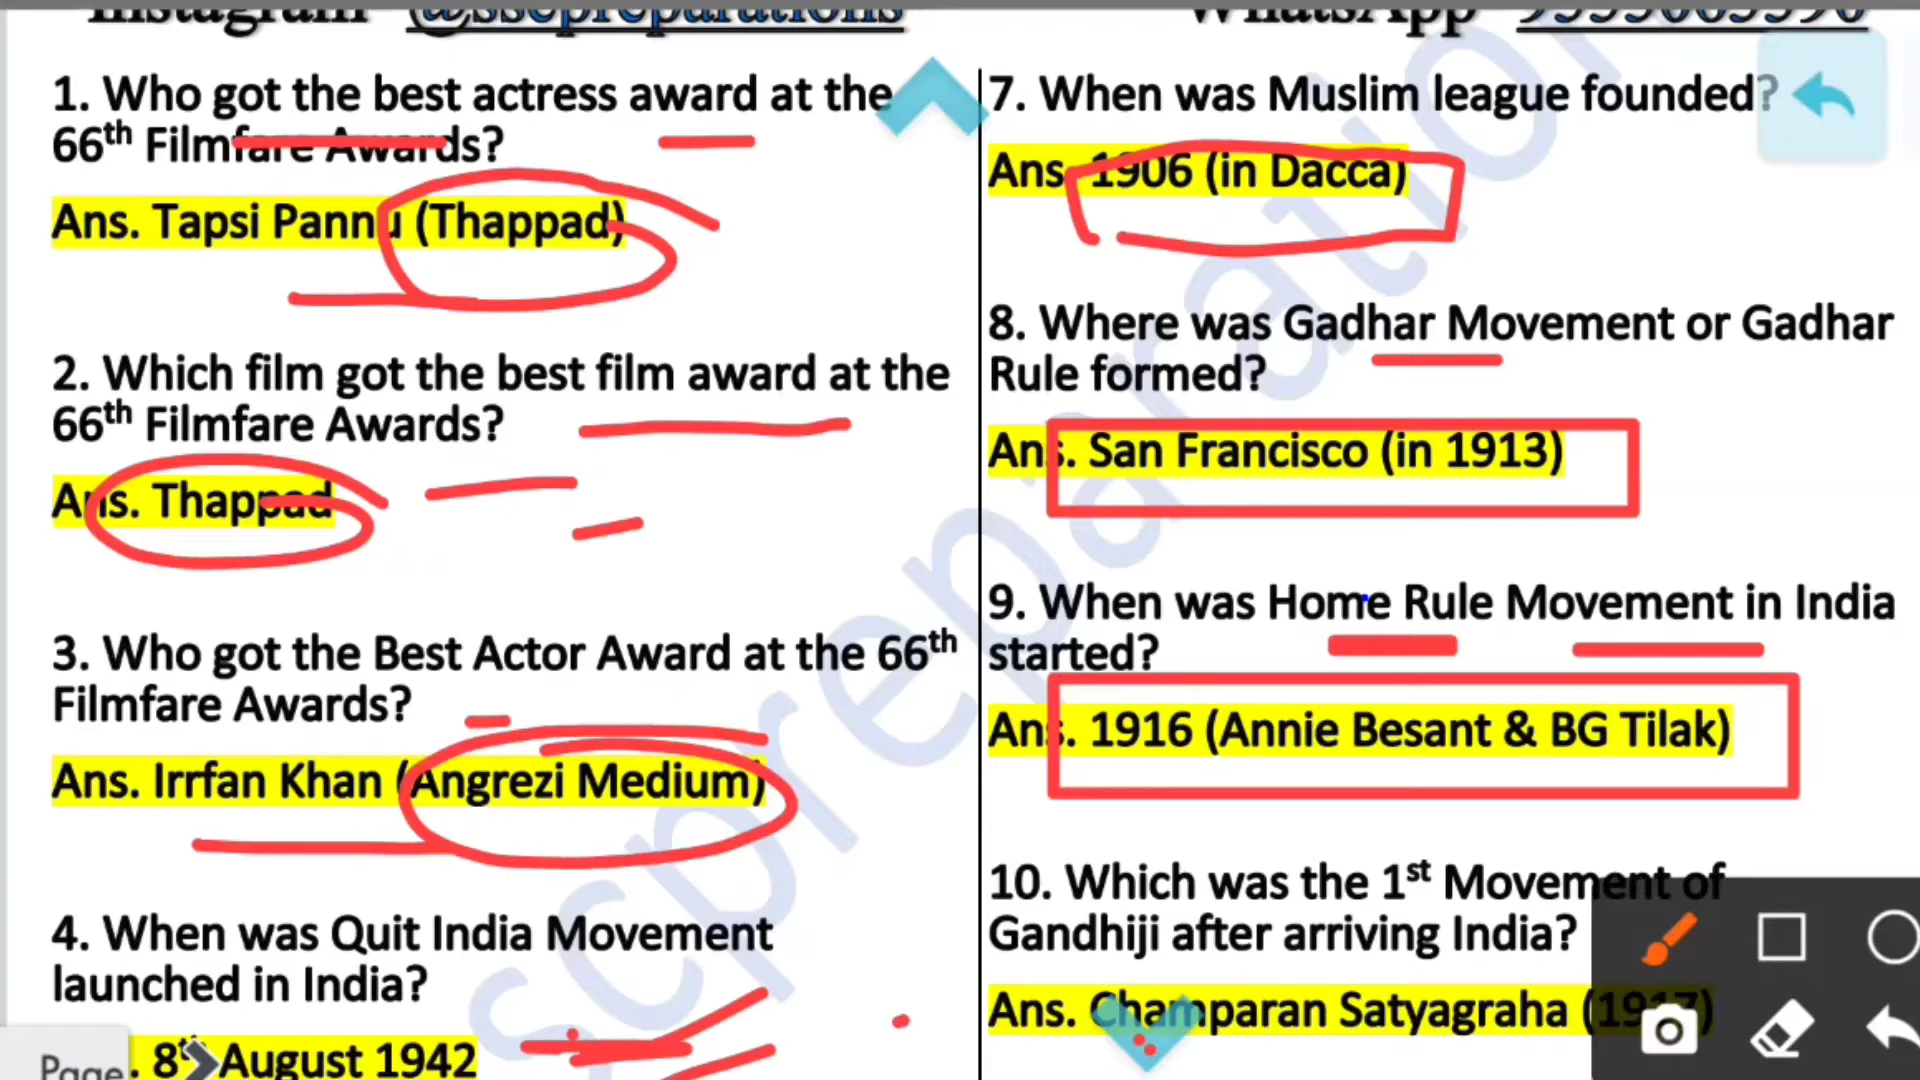 Instagram @sscpreparations WhatsApp
1. Who got the best actress award at the
66th Filmfare Awards?
Ans. Tapsi Pannu (Thappad)
2. Which film got the best film award at the
66th Filmfare Awards?
Ans. Thappad
3. Who got the Best Actor Award at the 66th
Filmfare Awards?
Ans. Irrfan Khan (Angrezi Medium)
4. When was Quit India Movement
launched in India?
. 8th August 1942
Page
7. When was Muslim league founded?
Ans. 1906 (in Dacca)
8. Where was Gadhar Movement or Gadhar
Rule formed?
Ans. San Francisco (in 1913)
9. When was Home Rule Movement in India
started?
Ans. 1916 (Annie Besant & BG Tilak)
10. Which was the 1st Movement of
Gandhiji after arriving India?
Ans. Champaran Satyagraha (1917)
scpreparation